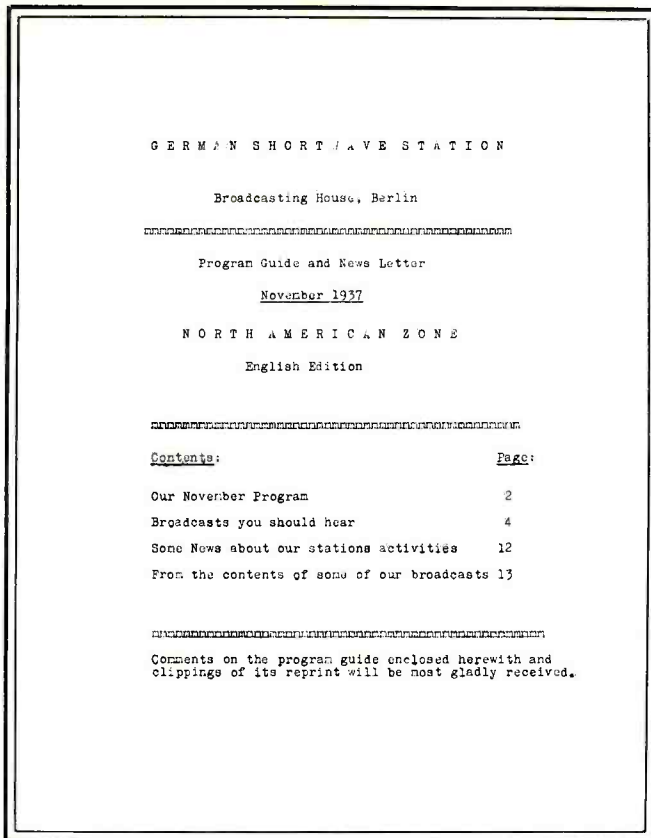 GERMAN SHORTWAVE STATION
Broadcasting House, Berlin
Program Guide and News Letter
November 1937
NORTH AMERICAN ZONE
English Edition
Contents: Page:
Our November Program 2
Broadcasts you should hear 4
Some News about our stations activities 12
From the contents of some of our broadcasts 13
Comments on the program guide enclosed herewith and
clippings of its reprint will be most gladly received.